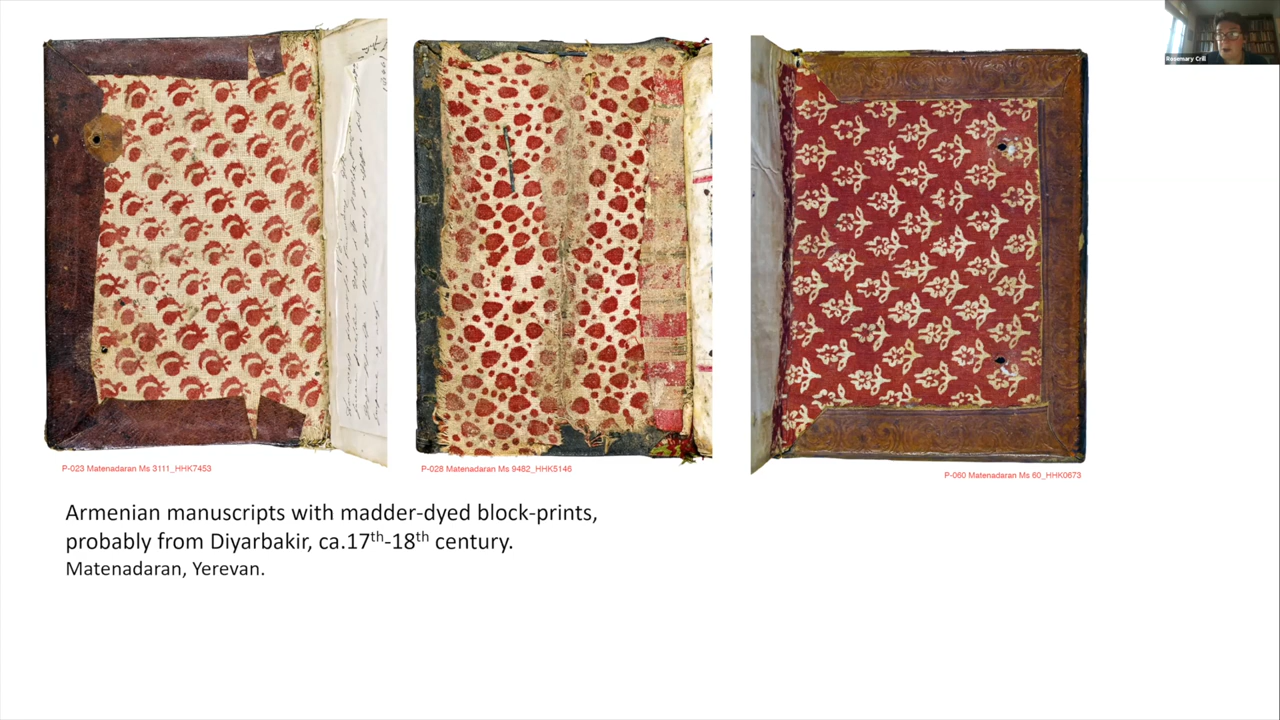 Rosemary Crill
P-023 Matenadaran Ms 3111_HHK7453
P-028 Matenadaran Ms 9482_HHK5146
P-060 Matenadaran Ms 60_HHK0673
Armenian manuscripts with madder-dyed block-prints,
probably from Diyarbakir, ca.17th-18th century.
Matenadaran, Yerevan.